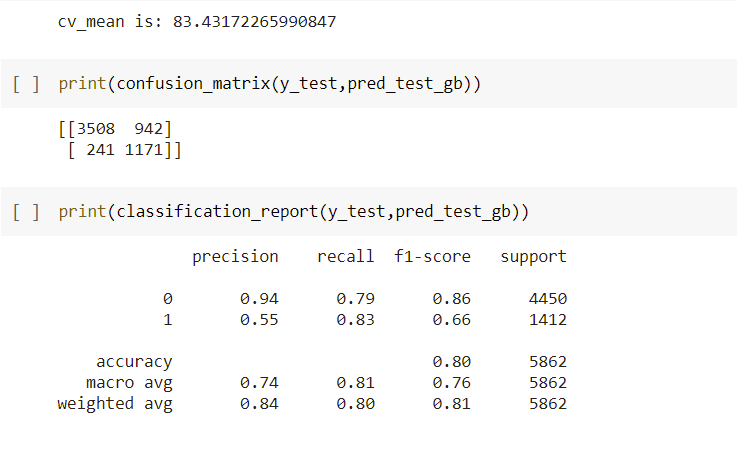 cv_mean is: 83.43172265990847
[ ] print(confusion_matrix(y_test,pred_test_gb))
[[3508  942]
 [ 241 1171]]
[ ] print(classification_report(y_test,pred_test_gb))
precision    recall  f1-score   support
0       0.94      0.79      0.86      4450
1       0.55      0.83      0.66      1412
accuracy                           0.80      5862
macro avg       0.74      0.81      0.76      5862
weighted avg       0.84      0.80      0.81      5862